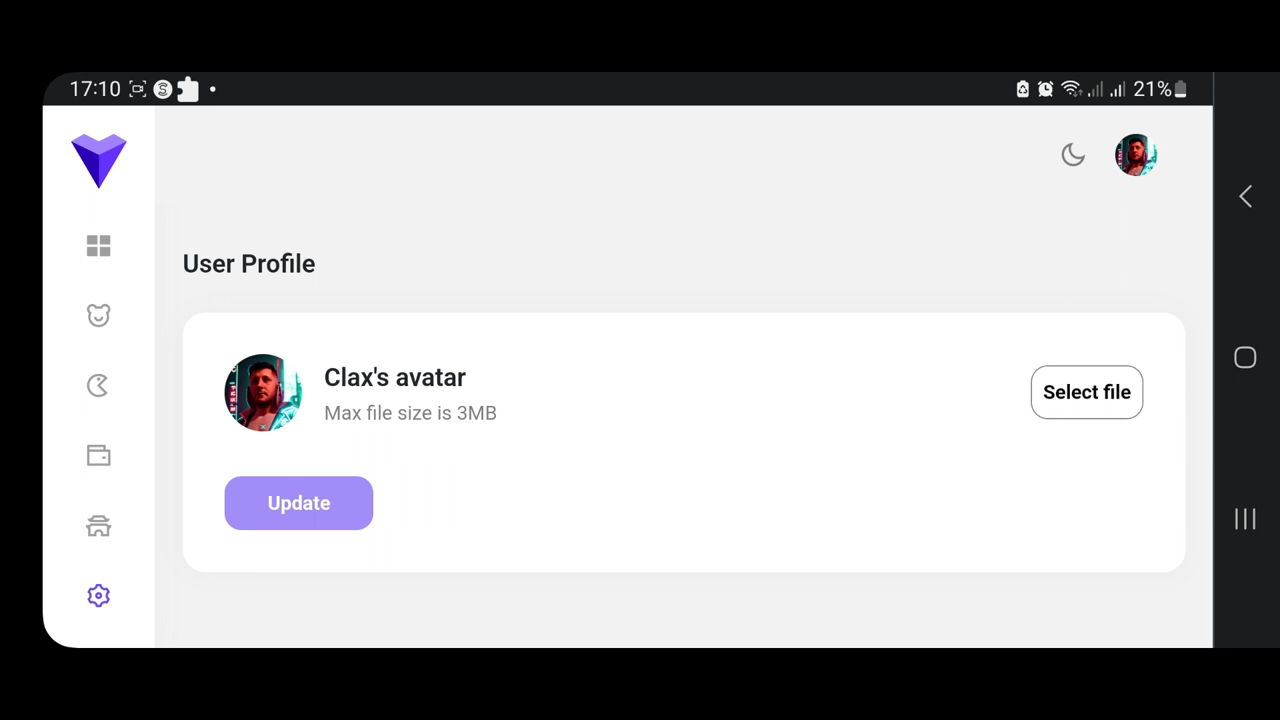 17:10
21%
User Profile
Clax's avatar
Max file size is 3MB
Select file
Update